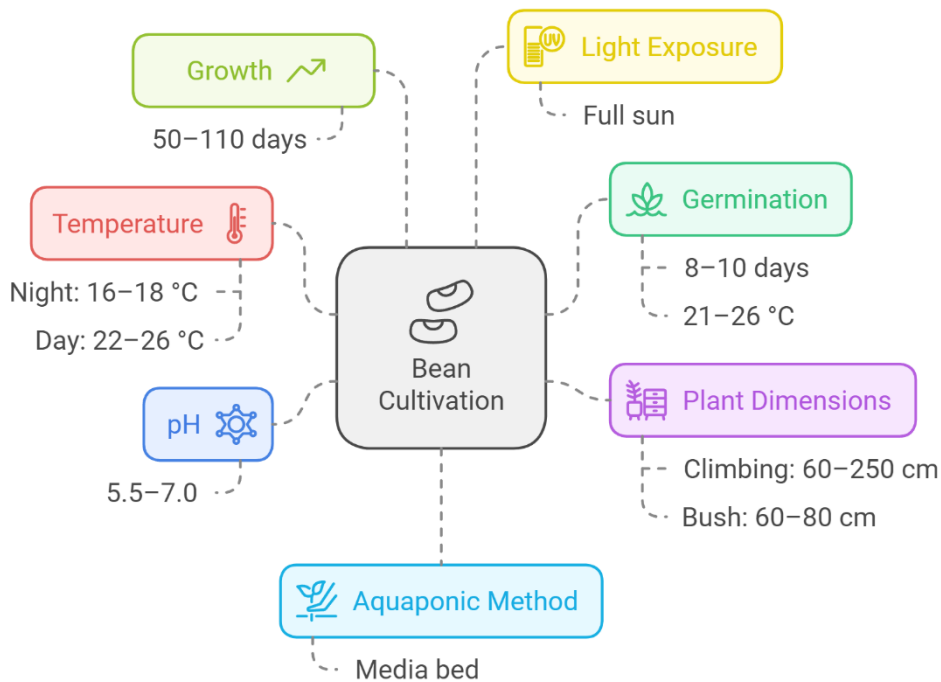 Growth
50–110 days
Light Exposure
UV
Full sun
Temperature
Night: 16–18 °C
Day: 22–26 °C
Germination
8–10 days
21–26 °C
Bean
Cultivation
pH
5.5–7.0
Plant Dimensions
Climbing: 60–250 cm
Bush: 60–80 cm
Aquaponic Method
Media bed